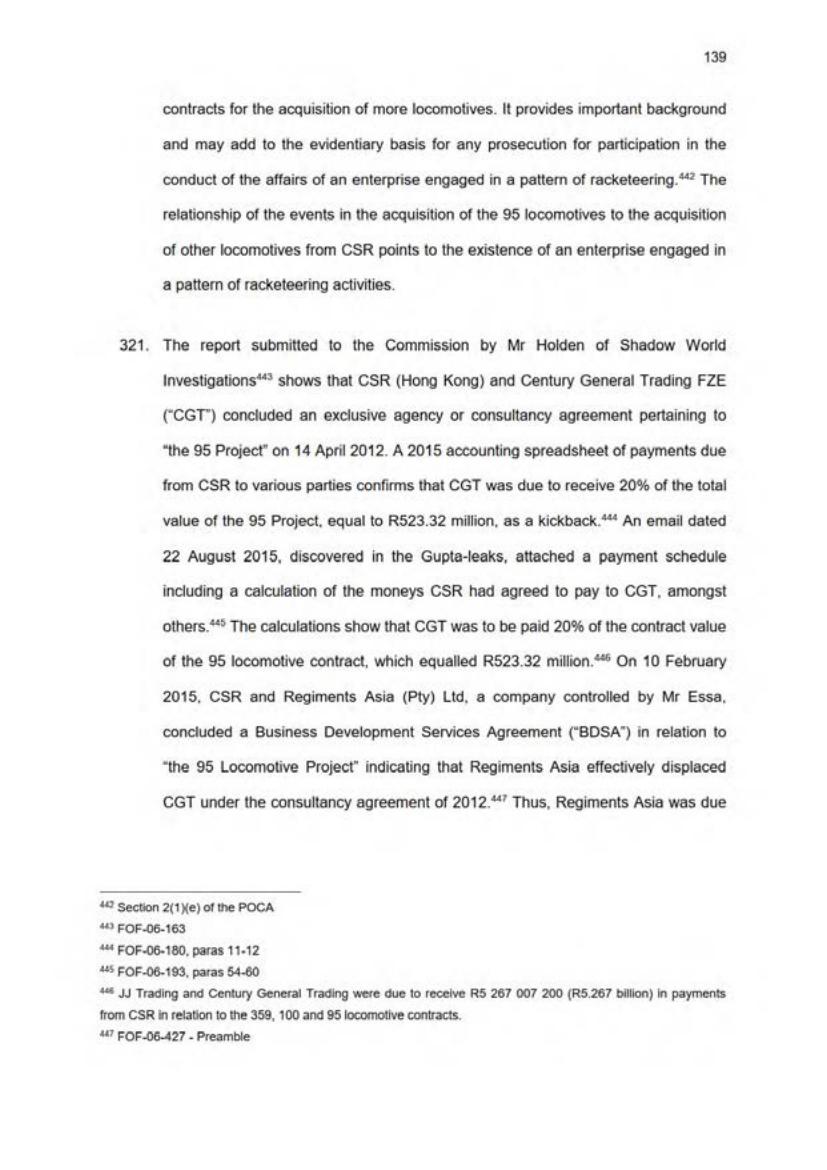 139
contracts for the acquisition of more locomotives. It provides important background
and may add to the evidentiary basis for any prosecution for participation in the
conduct of the affairs of an enterprise engaged in a pattern of racketeering.442 The
relationship of the events in the acquisition of the 95 locomotives to the acquisition
of other locomotives from CSR points to the existence of an enterprise engaged in
a pattern of racketeering activities.
321. The report submitted to the Commission by Mr Holden of Shadow World
Investigations443 shows that CSR (Hong Kong) and Century General Trading FZE
("CGT") concluded an exclusive agency or consultancy agreement pertaining to
"the 95 Project" on 14 April 2012. A 2015 accounting spreadsheet of payments due
from CSR to various parties confirms that CGT was due to receive 20% of the total
value of the 95 Project, equal to R523.32 million, as a kickback.444 An email dated
22 August 2015, discovered in the Gupta-leaks, attached a payment schedule
including a calculation of the moneys CSR had agreed to pay to CGT, amongst
others.445 The calculations show that CGT was to be paid 20% of the contract value
of the 95 locomotive contract, which equalled R523.32 million.446 On 10 February
2015, CSR and Regiments Asia (Pty) Ltd, a company controlled by Mr Essa,
concluded a Business Development Services Agreement ("BDSA") in relation to
"the 95 Locomotive Project" indicating that Regiments Asia effectively displaced
CGT under the consultancy agreement of 2012.447 Thus, Regiments Asia was due
442 Section 2(1)(e) of the POCA
443 FOF-06-163
444 FOF-06-180, paras 11-12
445 FOF-06-193, paras 54-60
446 JJ Trading and Century General Trading were due to receive R5 267 007 200 (R5.267 billion) in payments
from CSR in relation to the 359, 100 and 95 locomotive contracts.
447 FOF-06-427 - Preamble